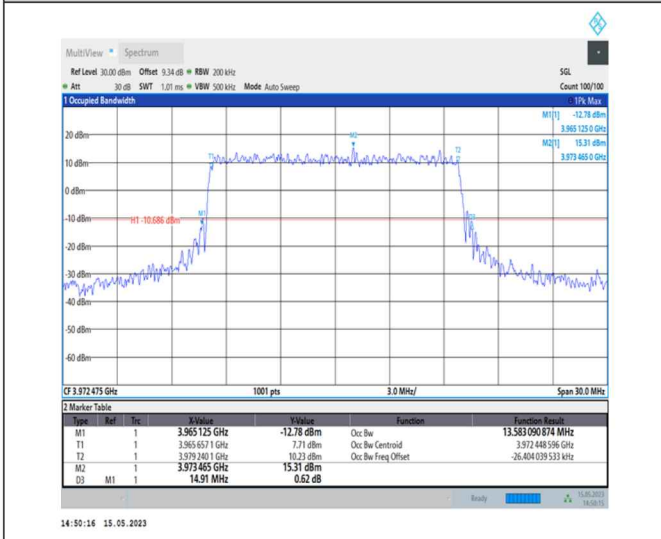 MultiView Spectrum
Ref Level 30.00 dBm Offset 9.34 dB RBW 200 kHz SGL
Att 30 dB SWT 1.01 ms VBW 500 kHz Mode Auto Sweep Count 100/100
1 Occupied Bandwidth 1Pk Max
M1[1] -12.78 dBm
3.965 125 0 GHz
M2[1] 15.31 dBm
3.973 465 0 GHz
20 dBm
M2
T1
T2
10 dBm
0 dBm
-10 dBm
H1 -10.686 dBm
M1
D3
-20 dBm
-30 dBm
-40 dBm
-50 dBm
-60 dBm
CF 3.972 475 GHz 1001 pts 3.0 MHz/ Span 30.0 MHz
2 Marker Table
Type Ref Trc X-Value Y-Value Function Function Result
M1 1 3.965125 GHz -12.78 dBm Occ Bw 13.583 090 874 MHz
T1 1 3.965 657 1 GHz 7.71 dBm Occ Bw Centroid 3.972 448 596 GHz
T2 1 3.979 240 1 GHz 10.23 dBm Occ Bw Freq Offset -26.404 039 533 kHz
M2 1 3.973465 GHz 15.31 dBm
D3 M1 1 14.91 MHz 0.62 dB
Ready 15.05.2023
14:50:15
14:50:16 15.05.2023